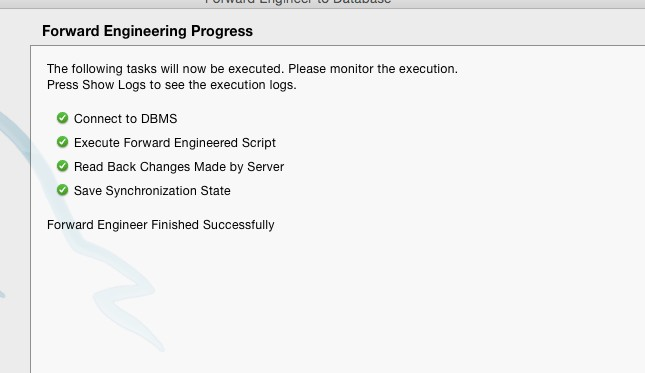 Forward Engineer to Database
Forward Engineering Progress
The following tasks will now be executed. Please monitor the execution.
Press Show Logs to see the execution logs.
Connect to DBMS
Execute Forward Engineered Script
Read Back Changes Made by Server
Save Synchronization State
Forward Engineer Finished Successfully